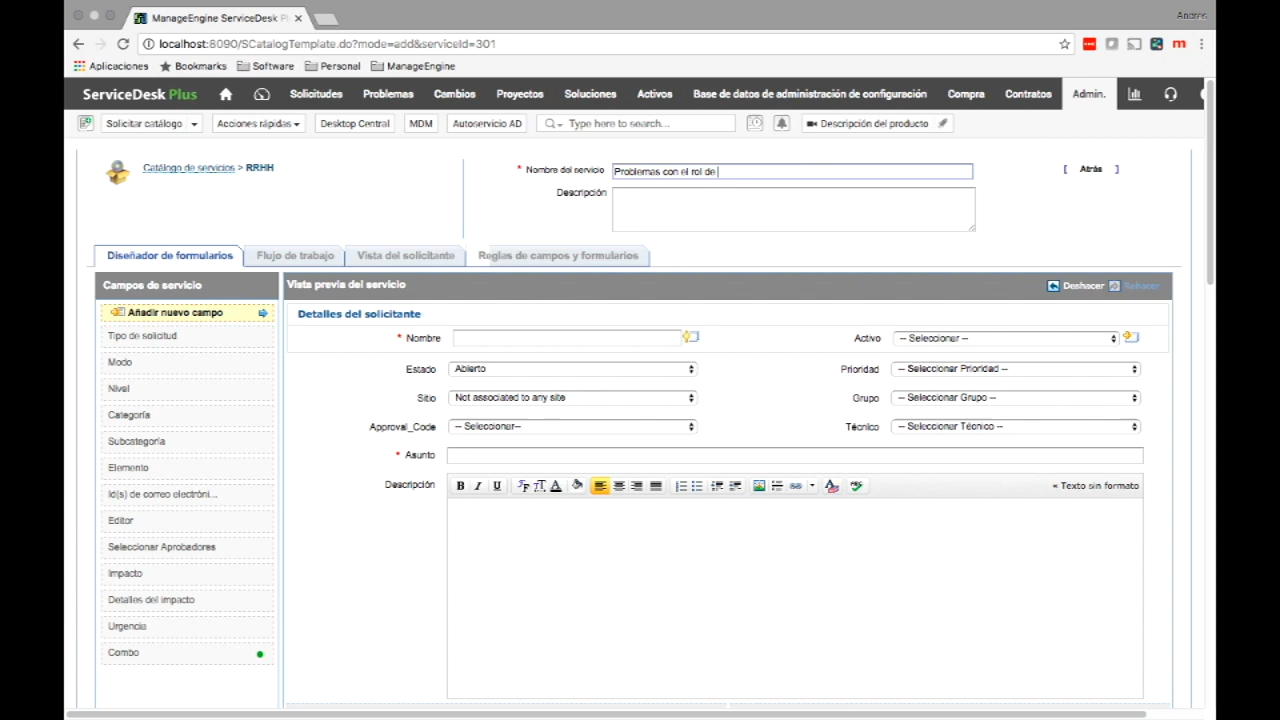 ManageEngine ServiceDesk Pl
Andres
localhost:8090/SCatalogTemplate.do?mode=add&serviceId=301
Aplicaciones Bookmarks Software Personal ManageEngine
ServiceDesk Plus Solicitudes Problemas Cambios Proyectos Soluciones Activos Base de datos de administración de configuración Compra Contratos Admin.
Solicitar catálogo Acciones rápidas Desktop Central MDM Autoservicio AD Type here to search... Descripción del producto
Catálogo de servicios > RRHH
* Nombre del servicio Problemas con el rol de
[ Atrás ]
Descripción
Diseñador de formularios Flujo de trabajo Vista del solicitante Reglas de campos y formularios
Campos de servicio
Vista previa del servicio
Deshacer Rehacer
Añadir nuevo campo
Tipo de solicitud
Modo
Nivel
Categoría
Subcategoría
Elemento
Id(s) de correo electróni...
Editor
Seleccionar Aprobadores
Impacto
Detalles del impacto
Urgencia
Combo
Detalles del solicitante
* Nombre
Activo -- Seleccionar --
Estado Abierto
Prioridad -- Seleccionar Prioridad --
Sitio Not associated to any site
Grupo -- Seleccionar Grupo --
Approval_Code -- Seleccionar--
Técnico -- Seleccionar Técnico --
* Asunto
Descripción
B I U
« Texto sin formato